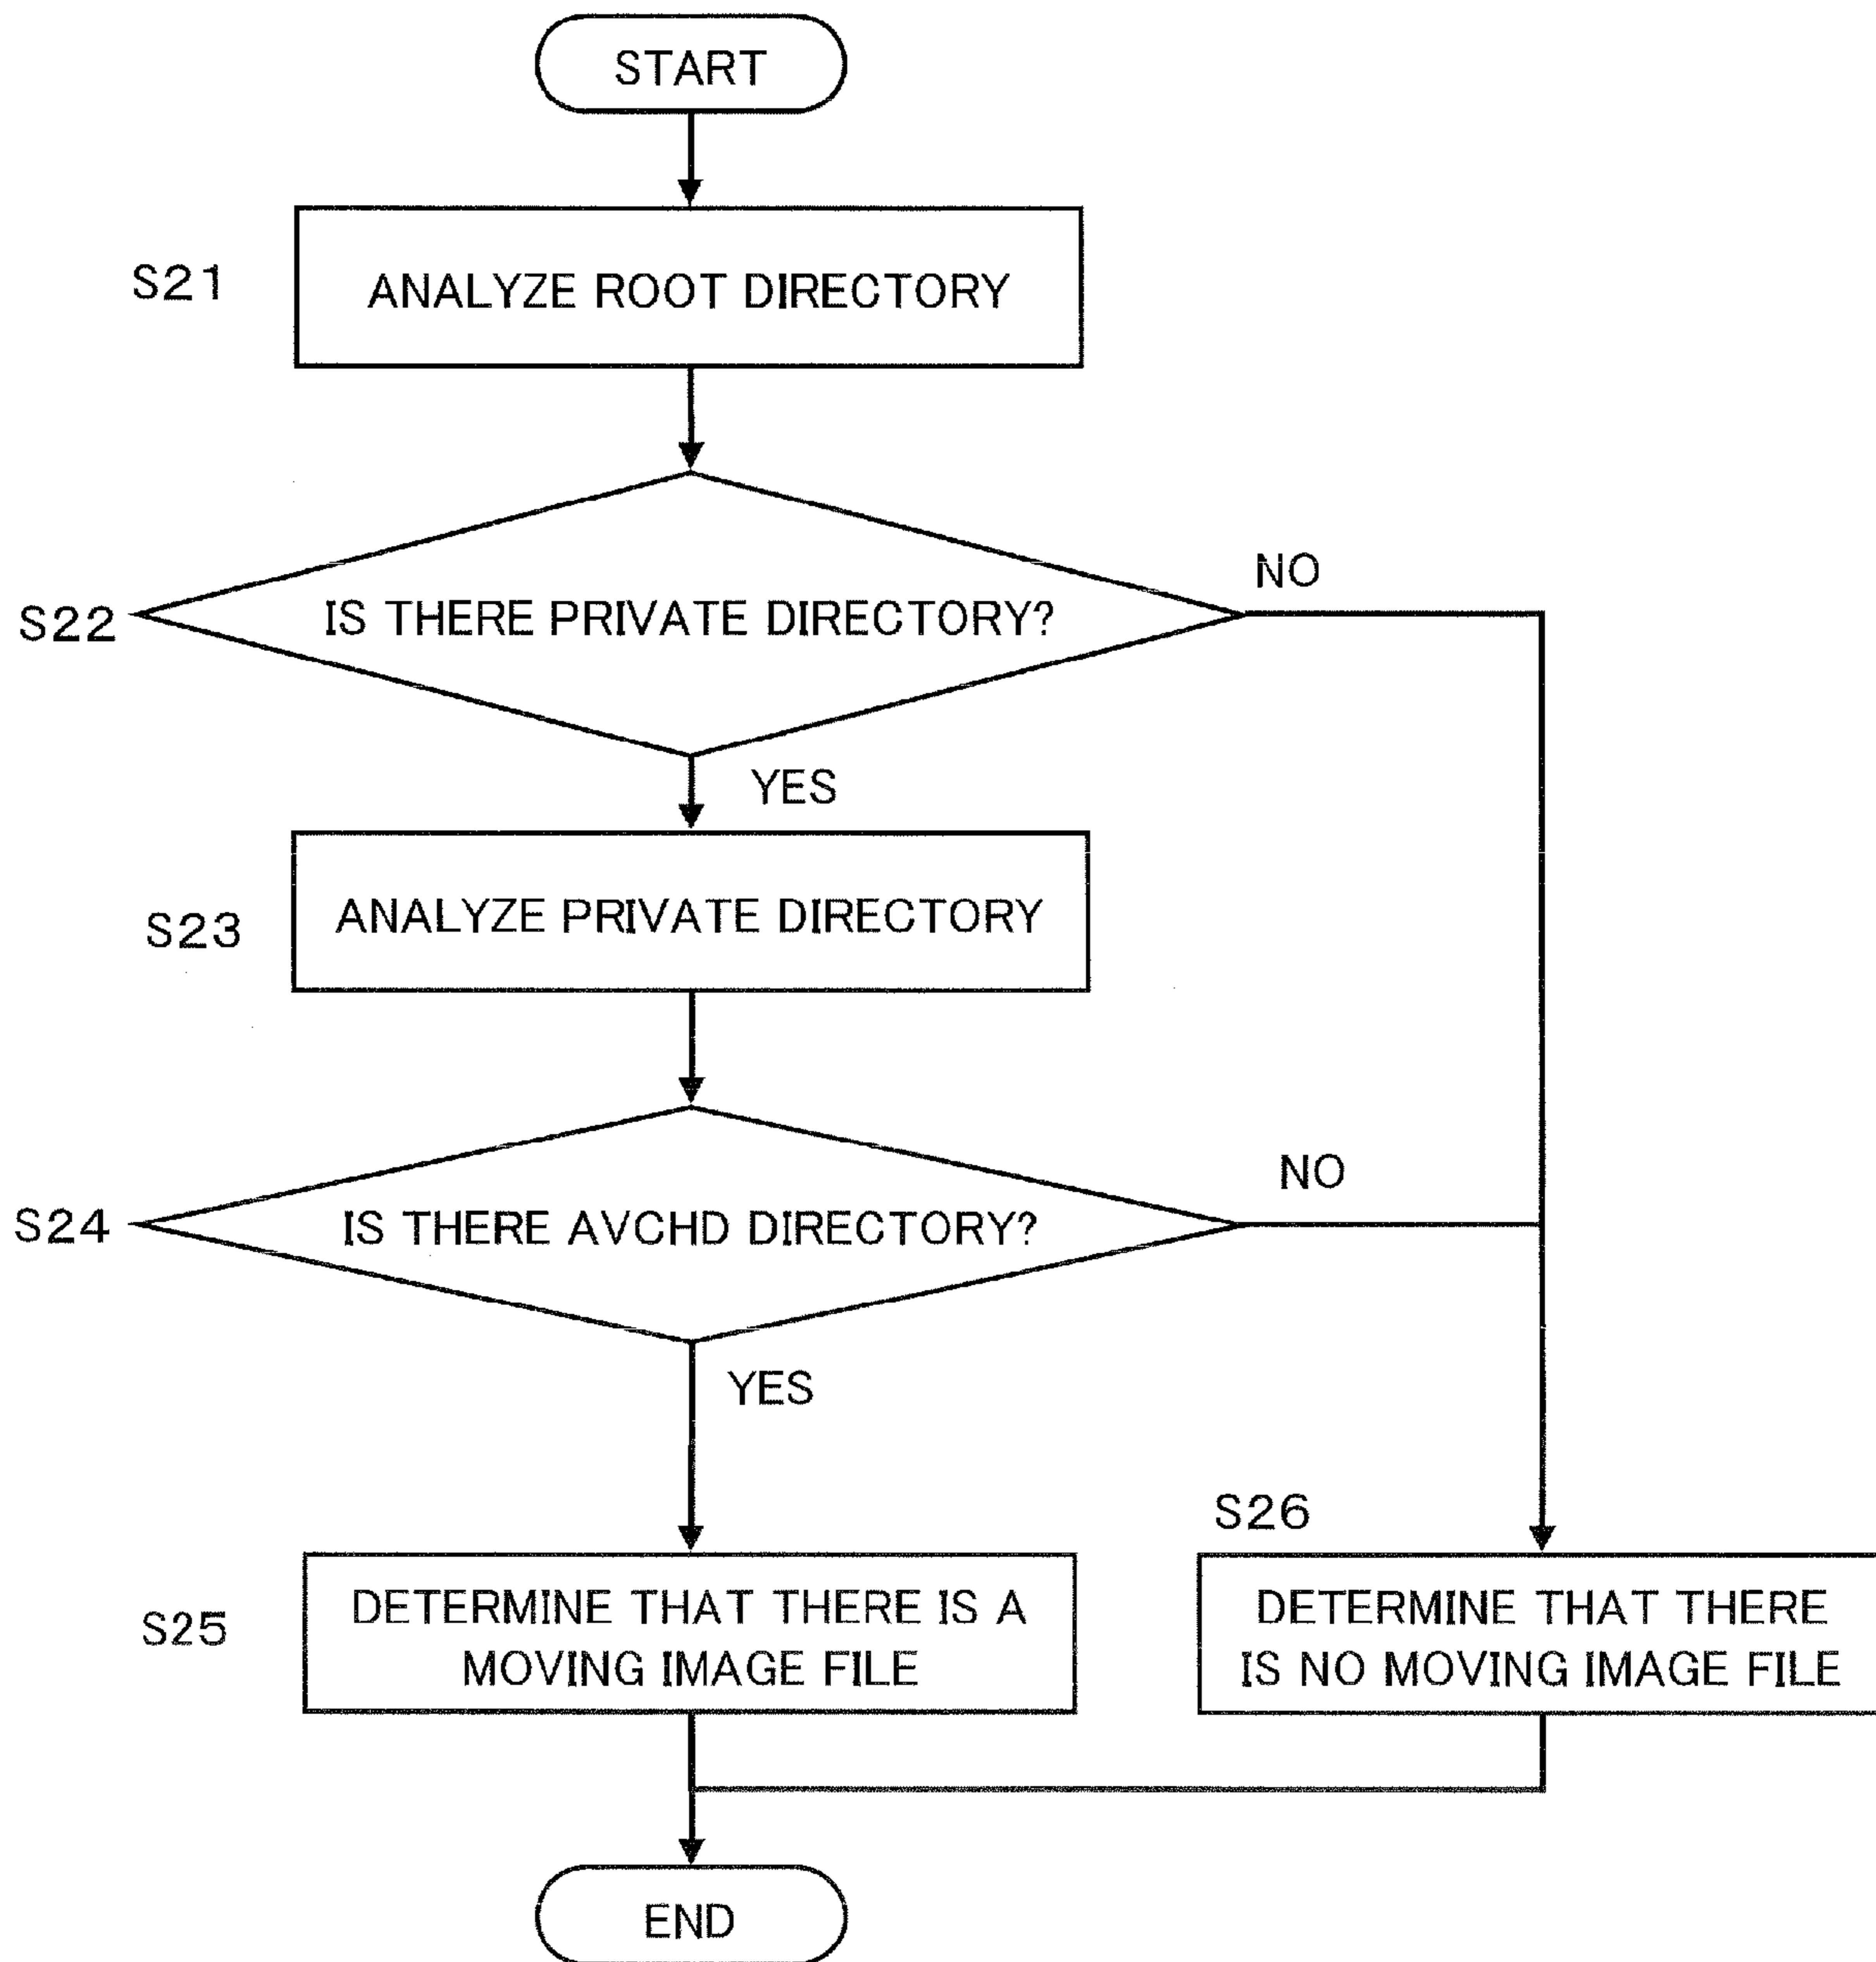 START
S21
ANALYZE ROOT DIRECTORY
NO
S22
IS THERE PRIVATE DIRECTORY?
YES
S23
ANALYZE PRIVATE DIRECTORY
NO
S24
IS THERE AVCHD DIRECTORY?
YES
S26
S25
DETERMINE THAT THERE IS A
MOVING IMAGE FILE
DETERMINE THAT THERE
IS NO MOVING IMAGE FILE
END